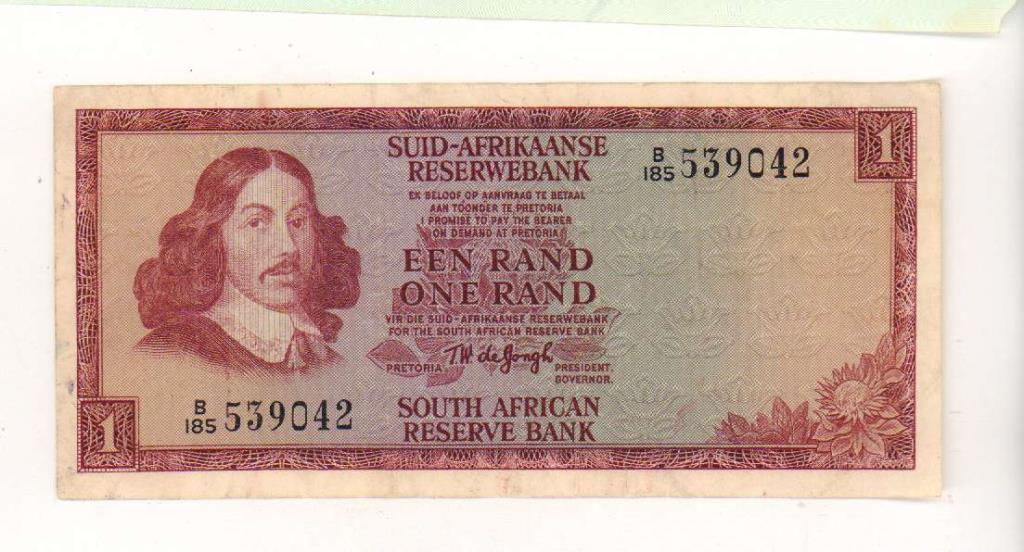 SUID-AFRIKAANSE
RESERWEBANK
B
185 539042
1
EK BELOOF OP AANVRAAG TE BETAAL
AAN TOONDER TE PRETORIA
I PROMISE TO PAY THE BEARER
ON DEMAND AT PRETORIA
EEN RAND
ONE RAND
VIR DIE SUID-AFRIKAANSE RESERWEBANK
FOR THE SOUTH AFRICAN RESERVE BANK
T.W. de Jongh
PRETORIA
PRESIDENT.
GOVERNOR.
1
B
185 539042
SOUTH AFRICAN
RESERVE BANK